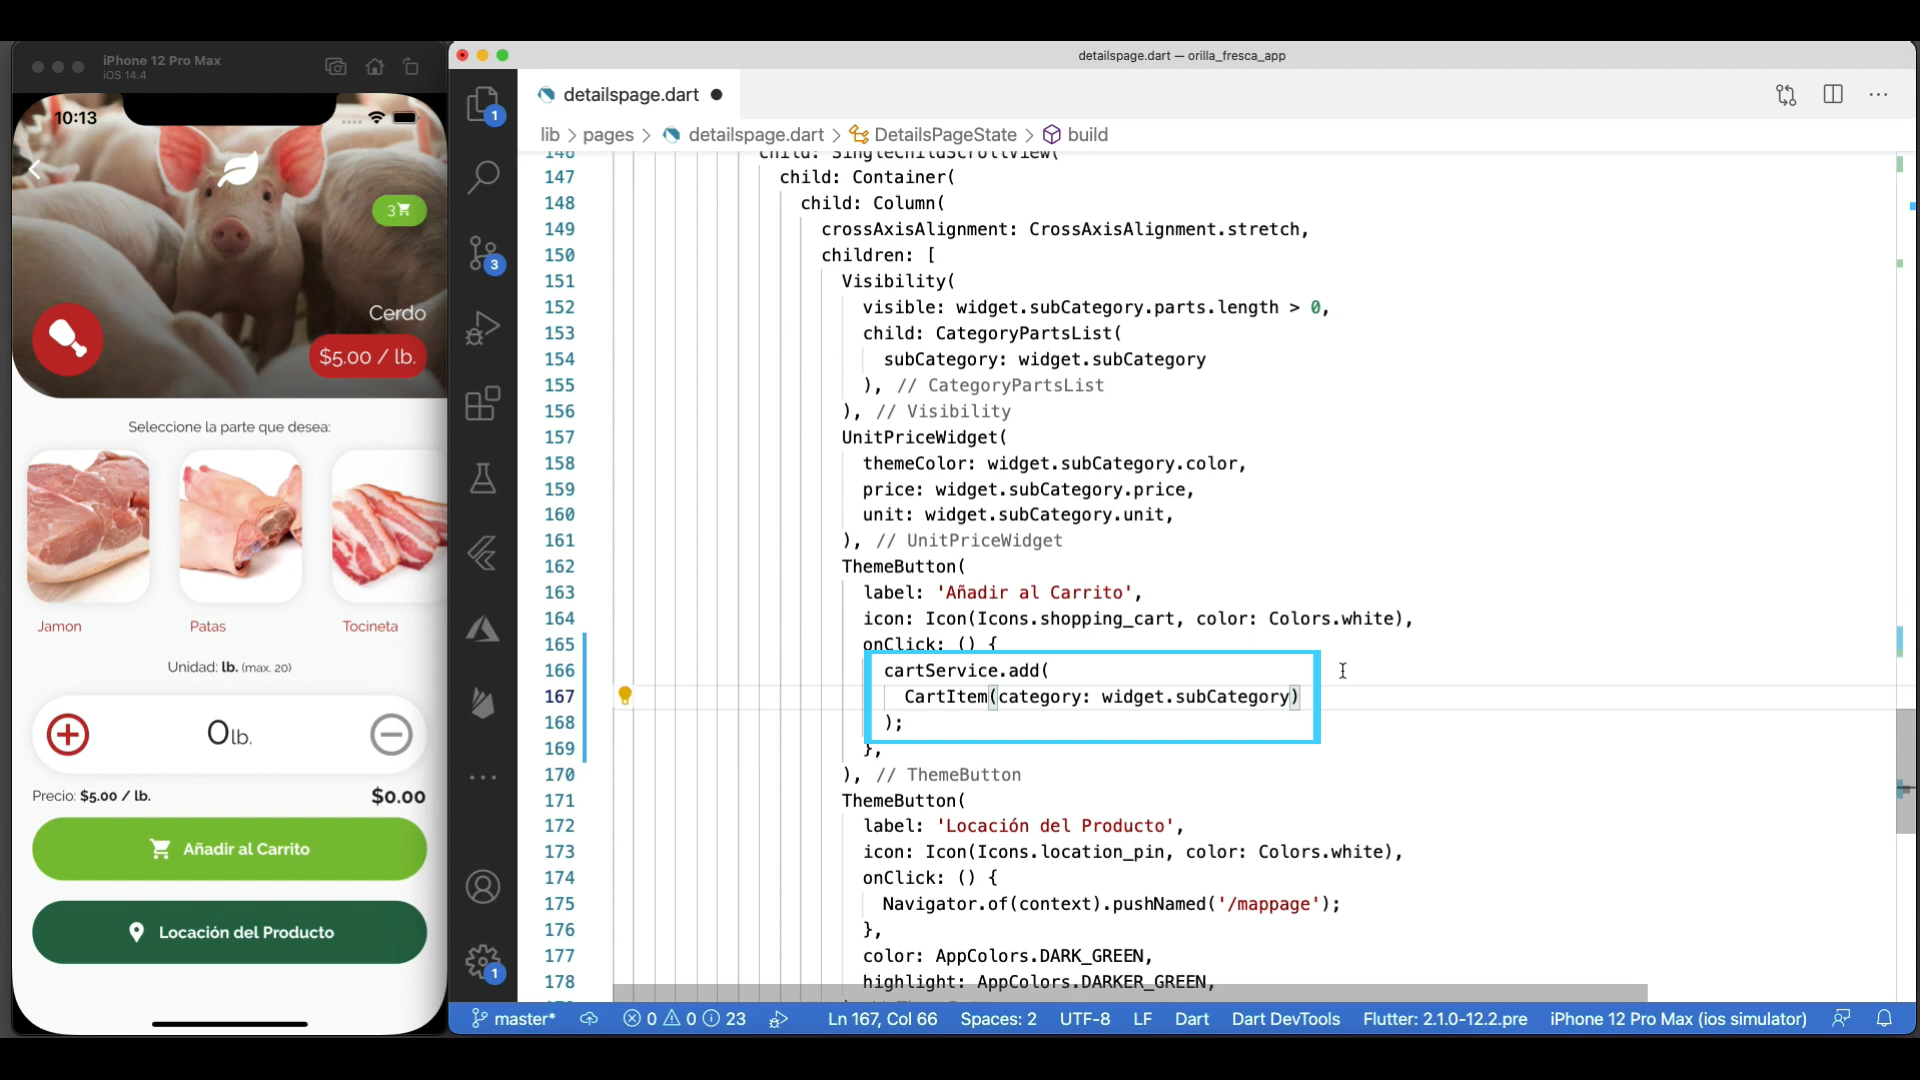 iPhone 12 Pro Max
iOS 14.4
10:13
3
Cerdo
$5.00 / lb.
Seleccione la parte que desea:
Jamon
Patas
Tocineta
Unidad: lb. (max. 20)
0lb.
Precio: $5.00 / lb.
$0.00
Añadir al Carrito
Locación del Producto
detailspage.dart — orilla_fresca_app
detailspage.dart
lib > pages > detailspage.dart > DetailsPageState > build
1
3
1
146 child: SingleChildScrollView(
147 child: Container(
148 child: Column(
149 crossAxisAlignment: CrossAxisAlignment.stretch,
150 children: [
151 Visibility(
152 visible: widget.subCategory.parts.length > 0,
153 child: CategoryPartsList(
154 subCategory: widget.subCategory
155 ), // CategoryPartsList
156 ), // Visibility
157 UnitPriceWidget(
158 themeColor: widget.subCategory.color,
159 price: widget.subCategory.price,
160 unit: widget.subCategory.unit,
161 ), // UnitPriceWidget
162 ThemeButton(
163 label: 'Añadir al Carrito',
164 icon: Icon(Icons.shopping_cart, color: Colors.white),
165 onClick: () {
166 cartService.add(
167 CartItem(category: widget.subCategory)
168 );
169 },
170 ), // ThemeButton
171 ThemeButton(
172 label: 'Locación del Producto',
173 icon: Icon(Icons.location_pin, color: Colors.white),
174 onClick: () {
175 Navigator.of(context).pushNamed('/mappage');
176 },
177 color: AppColors.DARK_GREEN,
178 highlight: AppColors.DARKER_GREEN,
master* 0 0 23 Ln 167, Col 66 Spaces: 2 UTF-8 LF Dart Dart DevTools Flutter: 2.1.0-12.2.pre iPhone 12 Pro Max (ios simulator)